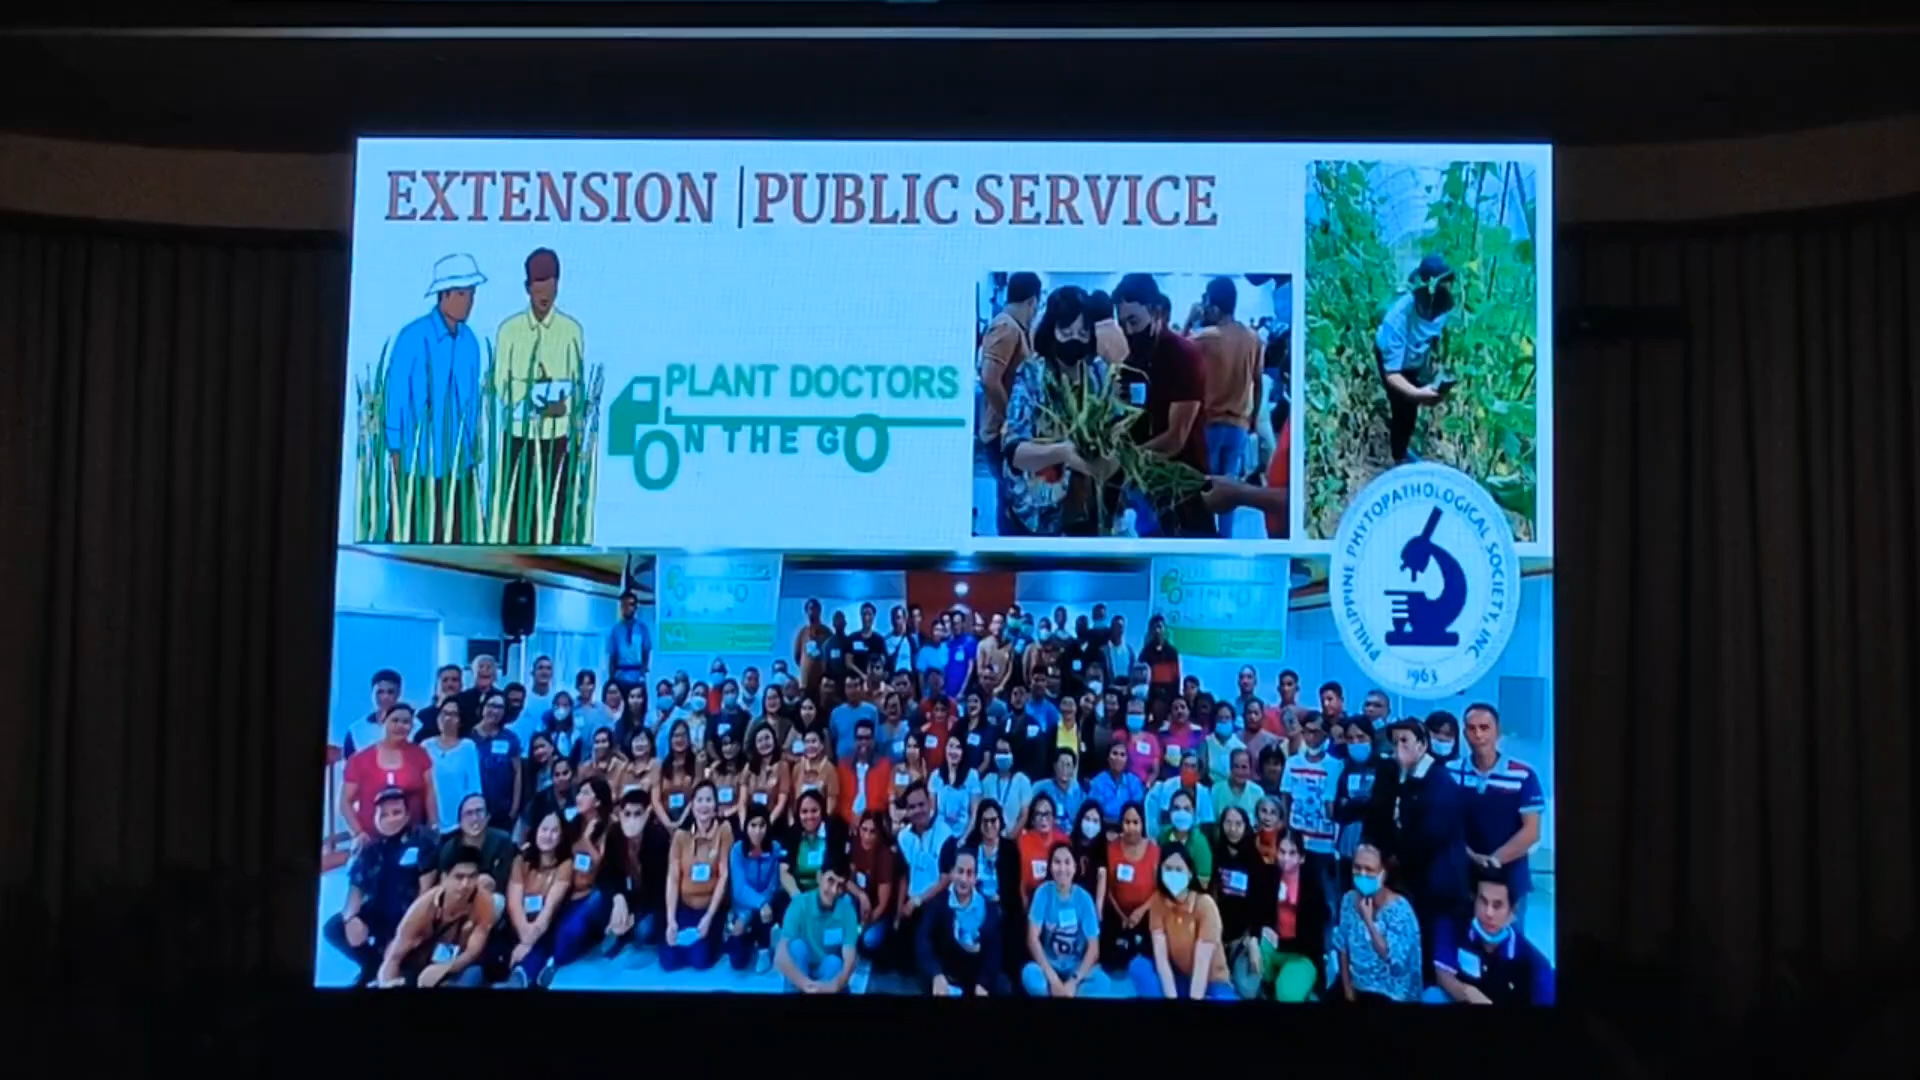 EXTENSION | PUBLIC SERVICE
PLANT DOCTORS
ON THE GO
PHILIPPINE PHYTOPATHOLOGICAL SOCIETY, INC.
1963